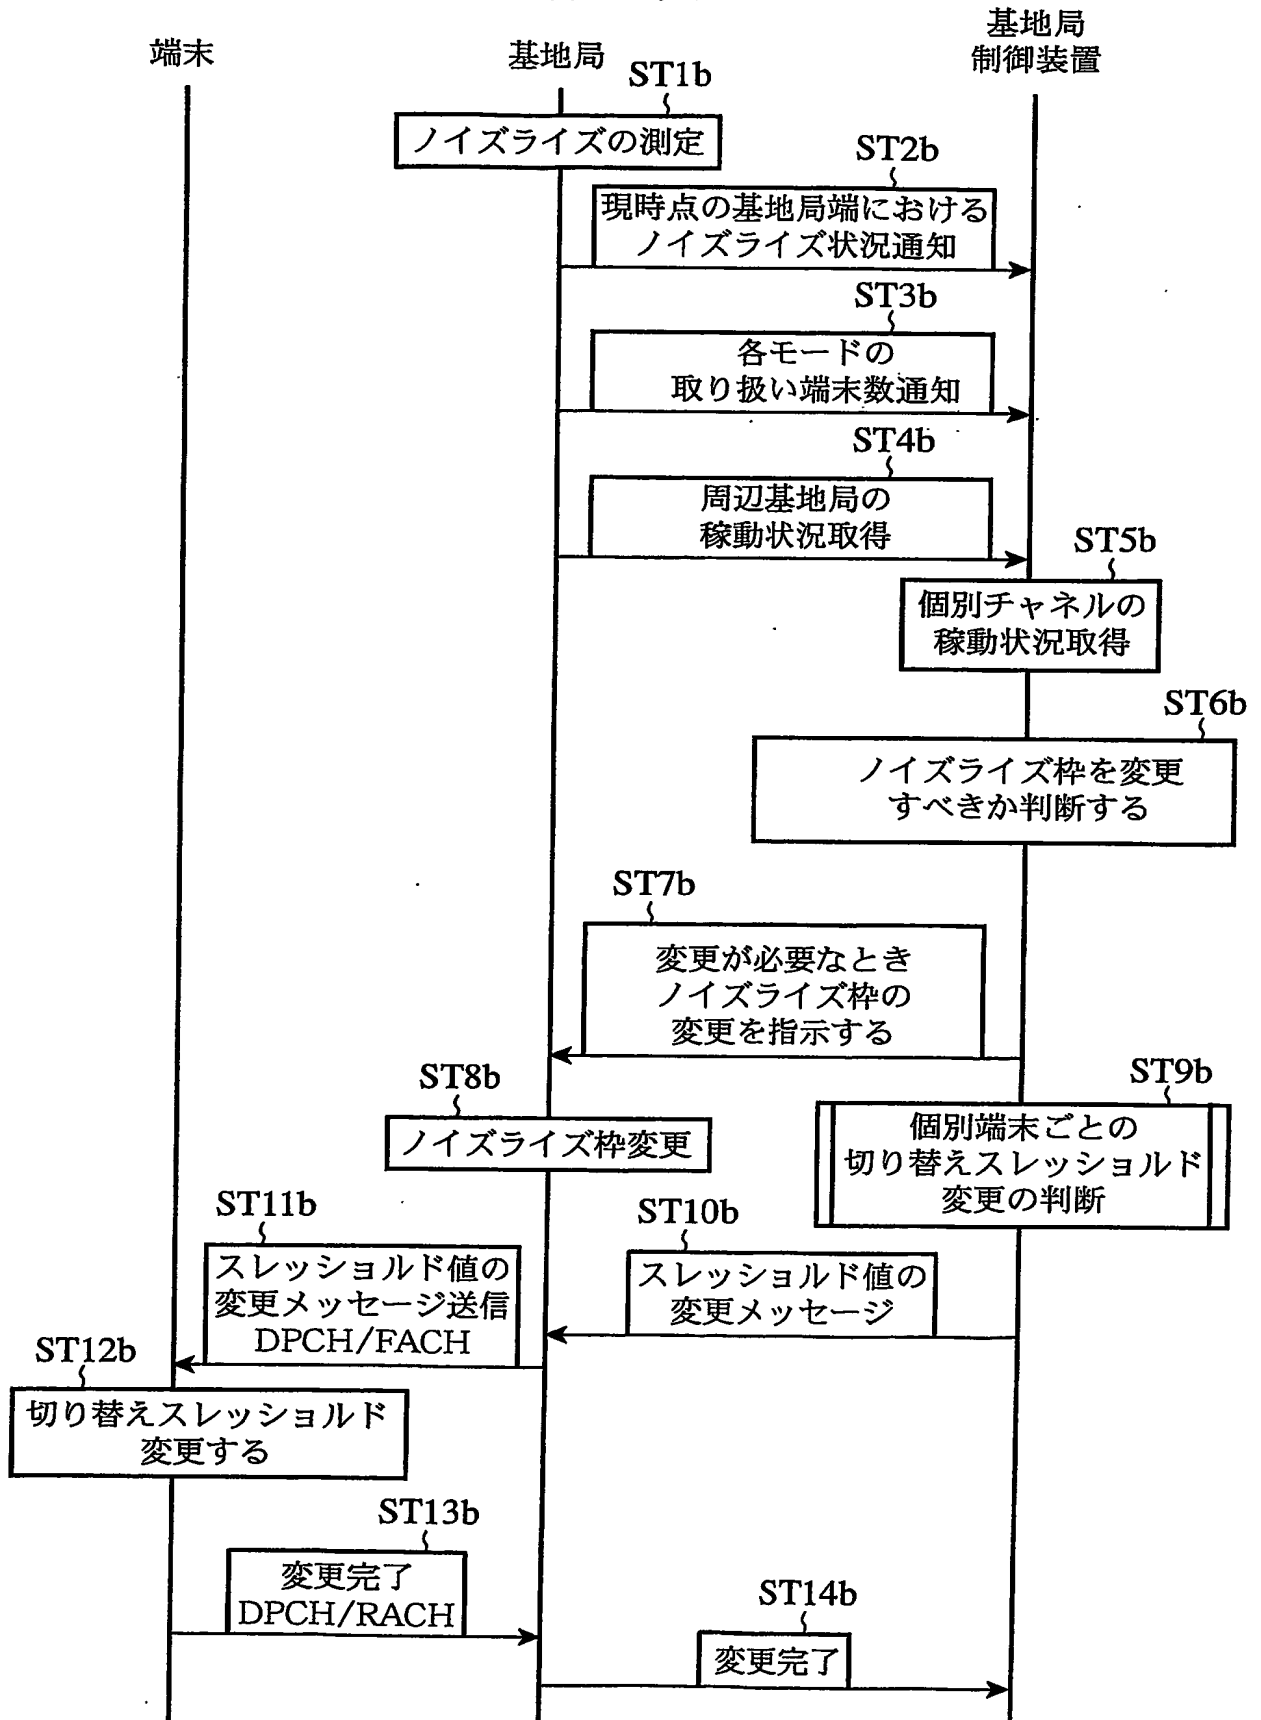 端末
基地局
基地局
制御装置
ST1b
ノイズライズの測定
ST2b
現時点の基地局端における
ノイズライズ状況通知
ST3b
各モードの
取り扱い端末数通知
ST4b
周辺基地局の
稼動状況取得
ST5b
個別チャネルの
稼動状況取得
ST6b
ノイズライズ枠を変更
すべきか判断する
ST7b
変更が必要なとき
ノイズライズ枠の
変更を指示する
ST8b
ノイズライズ枠変更
ST9b
個別端末ごとの
切り替えスレッショルド
変更の判断
ST10b
スレッショルド値の
変更メッセージ
ST11b
スレッショルド値の
変更メッセージ送信
DPCH/FACH
ST12b
切り替えスレッショルド
変更する
ST13b
変更完了
DPCH/RACH
ST14b
変更完了